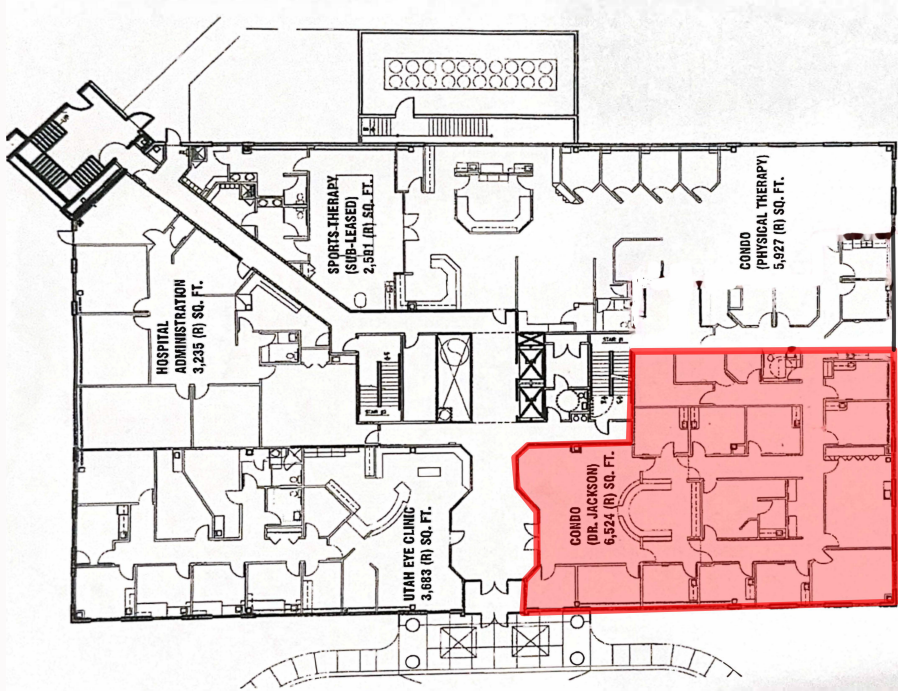 HOSPITAL
ADMINISTRATION
3,235 (R) SQ. FT.
SPORTS THERAPY
(SUB-LEASED)
2,591 (R) SQ. FT.
CONDO
(PHYSICAL THERAPY)
5,927 (R) SQ. FT.
UTAH EYE CLINIC
3,683 (R) SQ. FT.
CONDO
(DR. JACKSON)
6,524 (R) SQ. FT.